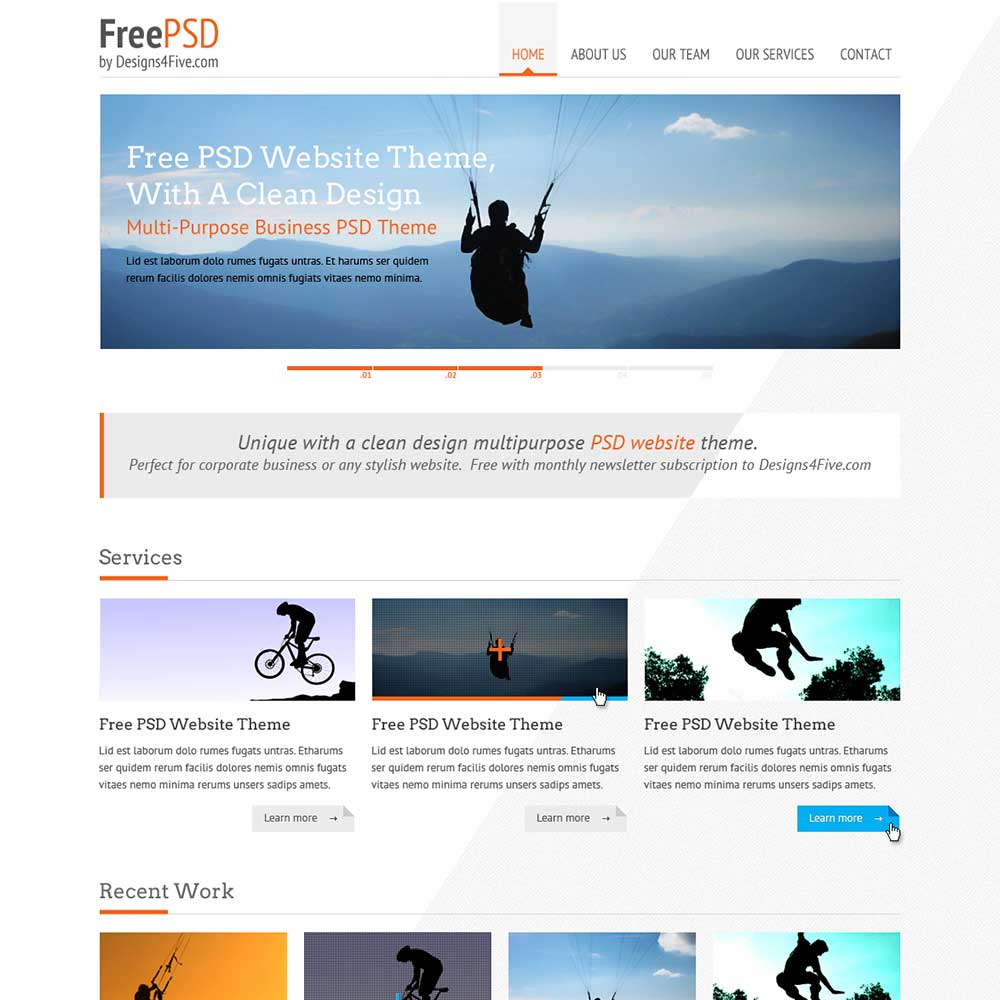 FreePSD
by Designs4Five.com
HOME ABOUT US OUR TEAM OUR SERVICES CONTACT
Free PSD Website Theme,
With A Clean Design
Multi-Purpose Business PSD Theme
Lid est laborum dolo rumes fugats untras. Et harums ser quidem
rerum facilis dolores nemis omnis fugiats vitaes nemo minima.
.01 .02 .03 .04
Unique with a clean design multipurpose PSD website theme.
Perfect for corporate business or any stylish website. Free with monthly newsletter subscription to Designs4Five.com
Services
Free PSD Website Theme
Lid est laborum dolo rumes fugats untras. Etharums
ser quidem rerum facilis dolores nemis omnis fugats
vitaes nemo minima rerums unsers sadips amets.
Learn more →
Free PSD Website Theme
Lid est laborum dolo rumes fugats untras. Etharums
ser quidem rerum facilis dolores nemis omnis fugats
vitaes nemo minima rerums unsers sadips amets.
Learn more →
Free PSD Website Theme
Lid est laborum dolo rumes fugats untras. Etharums
ser quidem rerum facilis dolores nemis omnis fugats
vitaes nemo minima rerums unsers sadips amets.
Learn more →
Recent Work